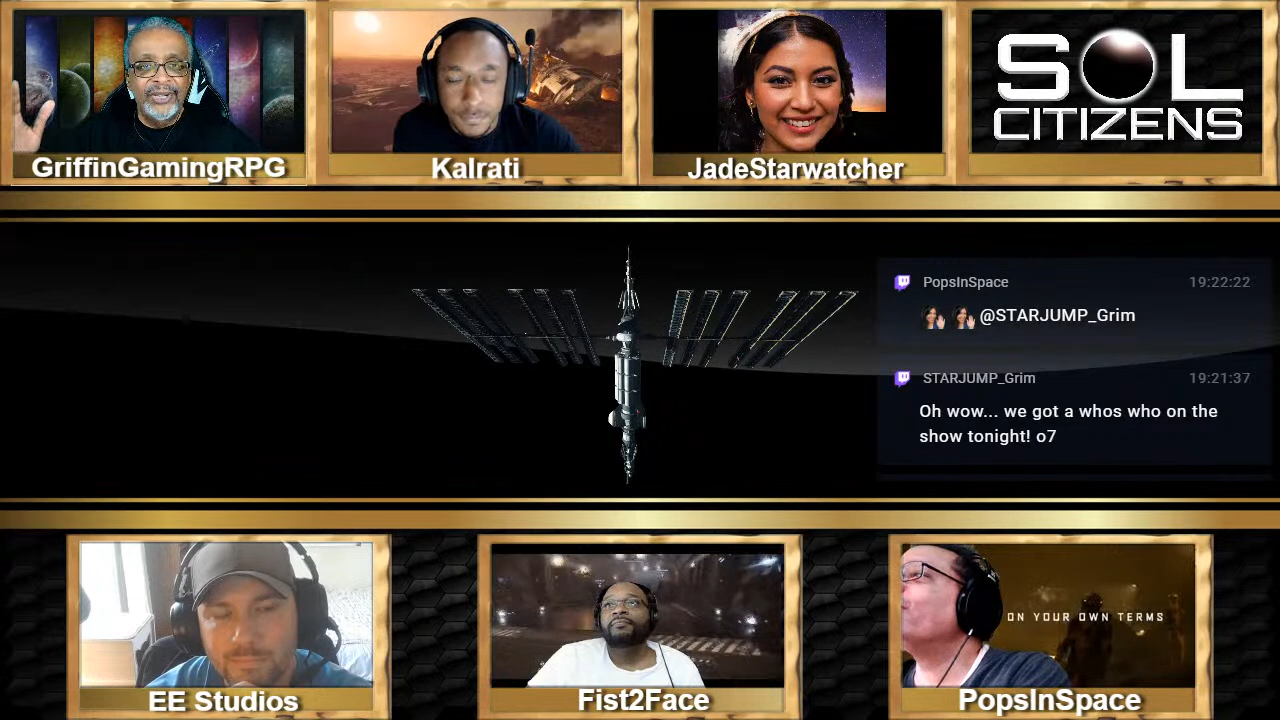 SOL
CITIZENS
GriffinGamingRPG
Kalrati
JadeStarwatcher
PopsInSpace
19:22:22
@STARJUMP_Grim
STARJUMP_Grim
19:21:37
Oh wow... we got a whos who on the
show tonight! o7
ON YOUR OWN TERMS
EE Studios
Fist2Face
PopsInSpace